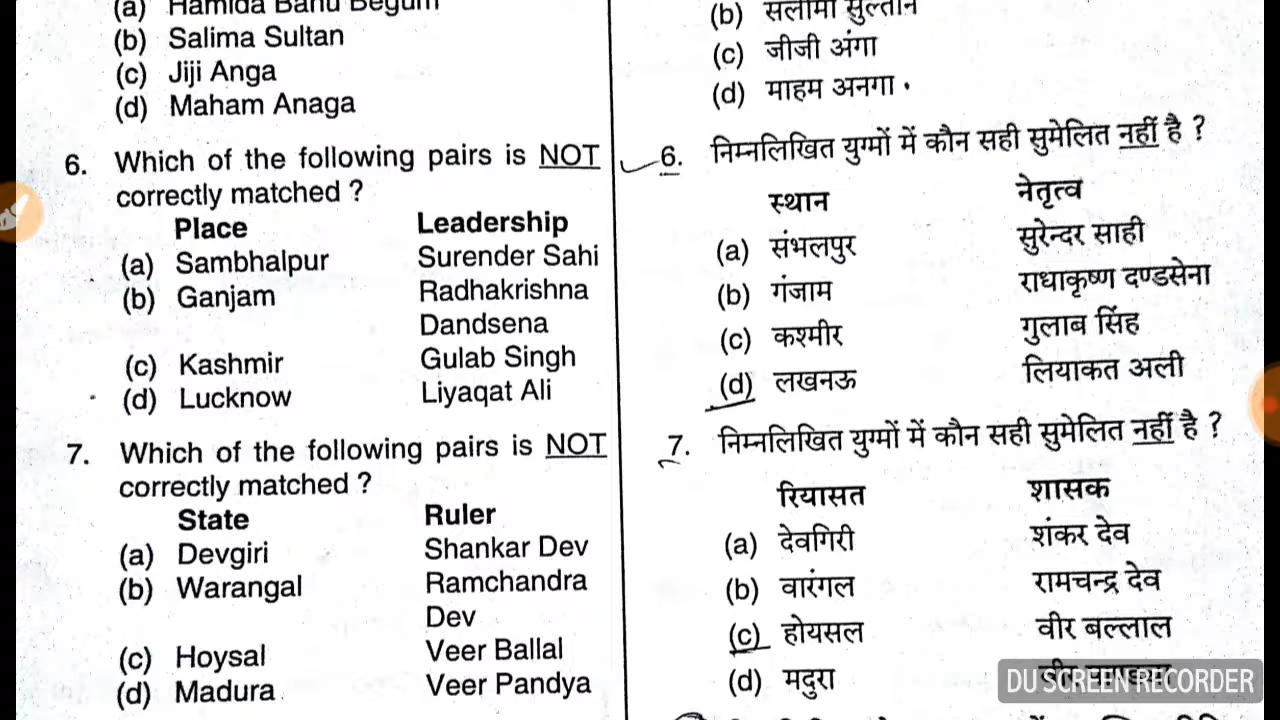 (a) Hamida Banu Begum
(b) Salima Sultan
(c) Jiji Anga
(d) Maham Anaga
6. Which of the following pairs is NOT
correctly matched ?
Place Leadership
(a) Sambhalpur Surender Sahi
(b) Ganjam Radhakrishna
Dandsena
(c) Kashmir Gulab Singh
(d) Lucknow Liyaqat Ali
7. Which of the following pairs is NOT
correctly matched ?
State Ruler
(a) Devgiri Shankar Dev
(b) Warangal Ramchandra
Dev
(c) Hoysal Veer Ballal
(d) Madura Veer Pandya
(b) सलीमा सुल्तान
(c) जीजी अंगा
(d) माहम अनगा
6. निम्नलिखित युग्मों में कौन सही सुमेलित नहीं है ?
स्थान नेतृत्व
(a) संभलपुर सुरेन्दर साही
(b) गंजाम राधाकृष्ण दण्डसेना
(c) कश्मीर गुलाब सिंह
(d) लखनऊ लियाकत अली
7. निम्नलिखित युग्मों में कौन सही सुमेलित नहीं है ?
रियासत शासक
(a) देवगिरी शंकर देव
(b) वारंगल रामचन्द्र देव
(c) होयसल वीर बल्लाल
(d) मदुरा
DU SCREEN RECORDER